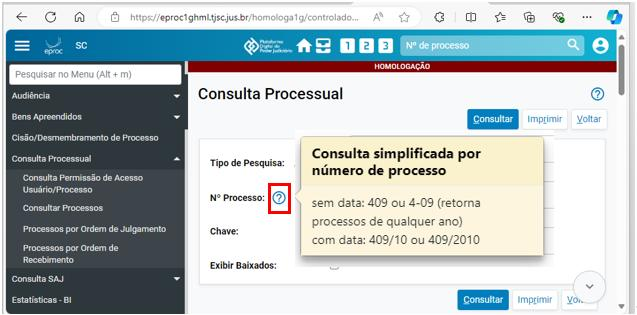 https://eproc1ghml.tjsc.jus.br/homologa1g/controlado...
eproc
SC
Plataforma
Digital do
Poder Judiciário
1 2 3
Nº de processo
HOMOLOGAÇÃO
Pesquisar no Menu (Alt + m)
Audiência
Bens Apreendidos
Cisão/Desmembramento de Processo
Consulta Processual
Consulta Permissão de Acesso
Usuário/Processo
Consultar Processos
Processos por Ordem de Julgamento
Processos por Ordem de
Recebimento
Consulta SAJ
Estatísticas - BI
Consulta Processual
Consultar Imprimir Voltar
Tipo de Pesquisa:
Nº Processo:
Chave:
Exibir Baixados:
Consulta simplificada por
número de processo
sem data: 409 ou 4-09 (retorna
processos de qualquer ano)
com data: 409/10 ou 409/2010
Consultar Imprimir